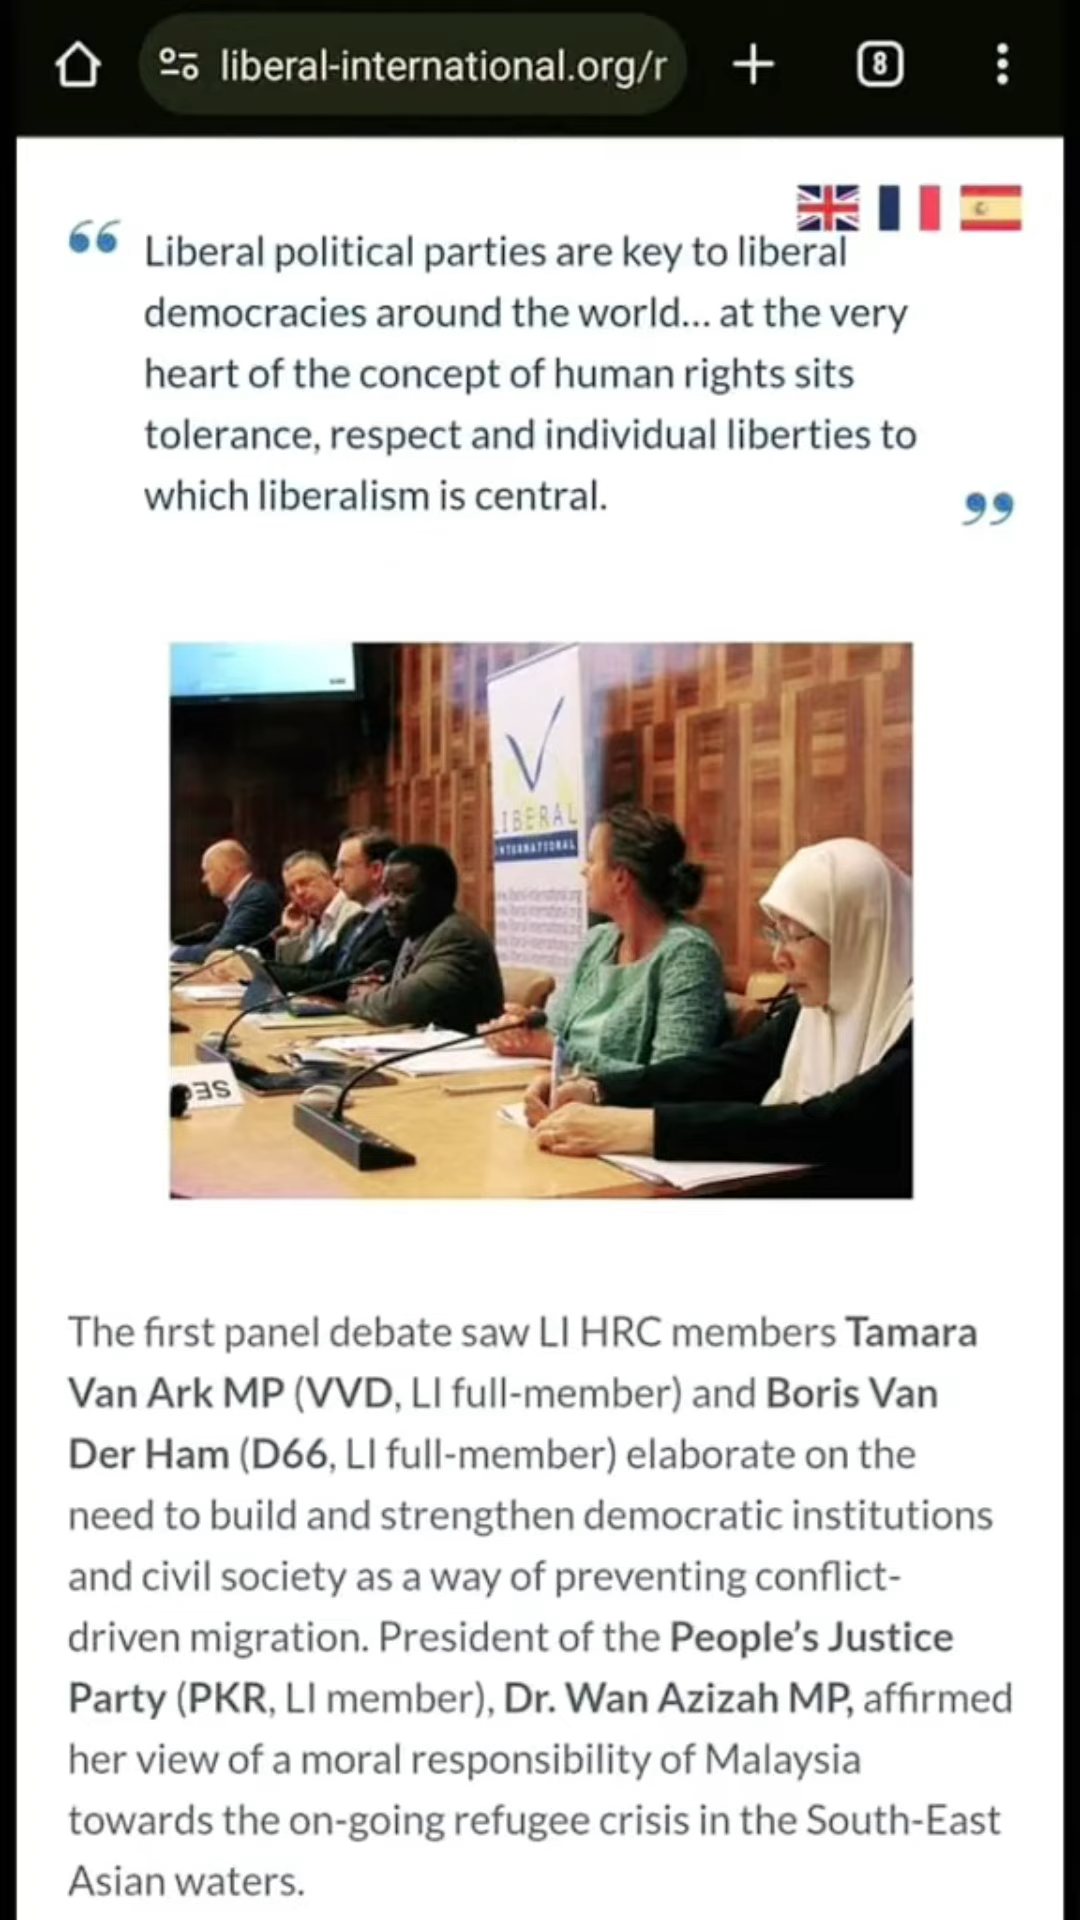 liberal-international.org/r
8
Liberal political parties are key to liberal
democracies around the world... at the very
heart of the concept of human rights sits
tolerance, respect and individual liberties to
which liberalism is central.
LIBERAL
INTERNATIONAL
The first panel debate saw LI HRC members Tamara
Van Ark MP (VVD, LI full-member) and Boris Van
Der Ham (D66, LI full-member) elaborate on the
need to build and strengthen democratic institutions
and civil society as a way of preventing conflict-
driven migration. President of the People’s Justice
Party (PKR, LI member), Dr. Wan Azizah MP, affirmed
her view of a moral responsibility of Malaysia
towards the on-going refugee crisis in the South-East
Asian waters.